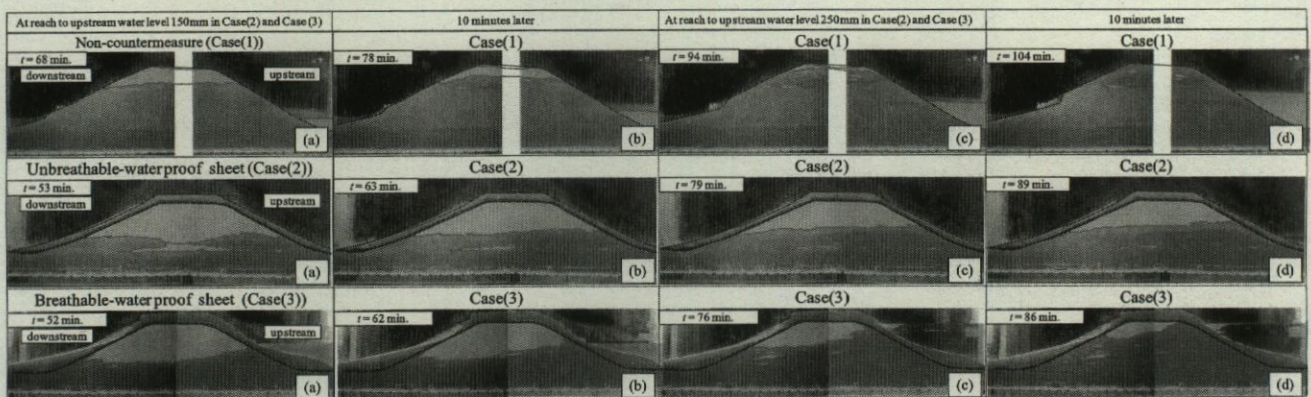 At reach to upstream water level 150mm in Case(2) and Case (3)
10 minutes later
At reach to upstream water level 250mm in Case(2) and Case (3)
10 minutes later
Non-countermeasure (Case(1))
Case(1)
Case(1)
Case(1)
t= 68 min.
t= 78 min.
t= 94 min.
t= 104 min.
downstream
upstream
(a)
(b)
(c)
(d)
Unbreathable-waterproof sheet (Case(2))
Case(2)
Case(2)
Case(2)
t= 53 min.
t= 63 min.
t= 79 min.
t= 89 min.
downstream
upstream
(a)
(b)
(c)
(d)
Breathable-waterproof sheet (Case(3))
Case(3)
Case(3)
Case(3)
t= 52 min.
t= 62 min.
t= 76 min.
t= 86 min.
downstream
upstream
(a)
(b)
(c)
(d)